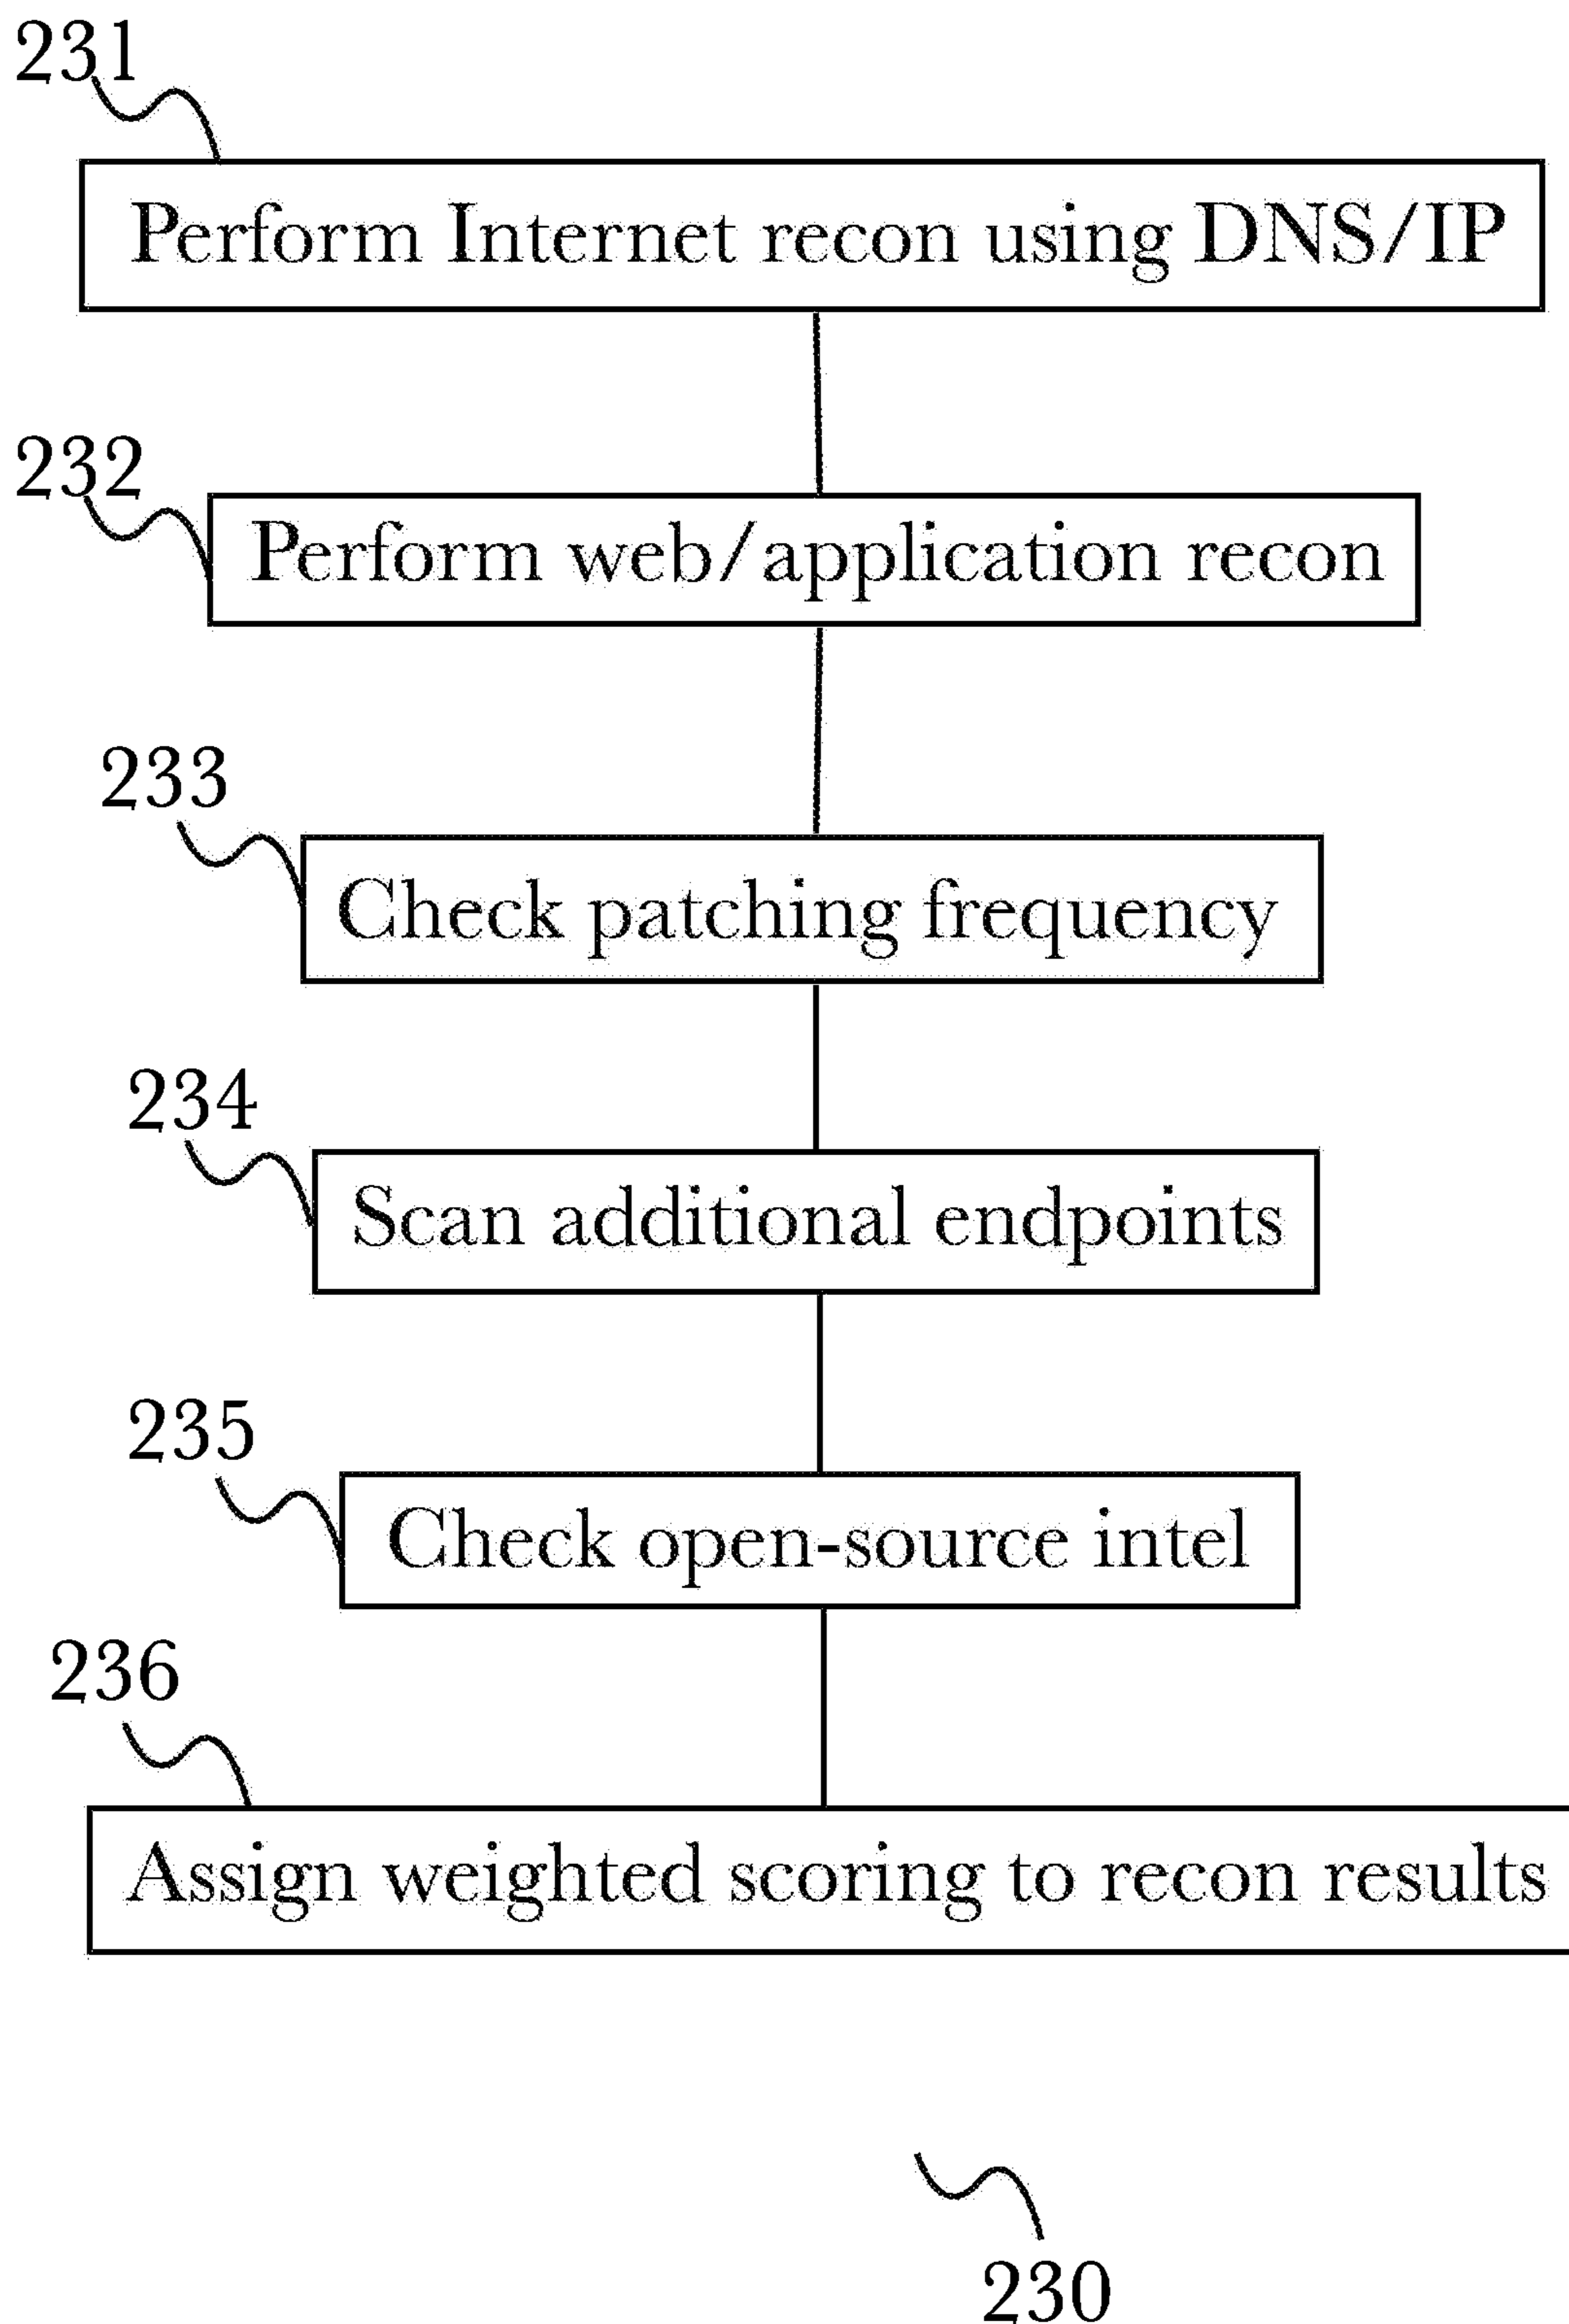 231
Perform Internet recon using DNS/IP
232
Perform web/application recon
233
Check patching frequency
234
Scan additional endpoints
235
Check open-source intel
236
Assign weighted scoring to recon results
230